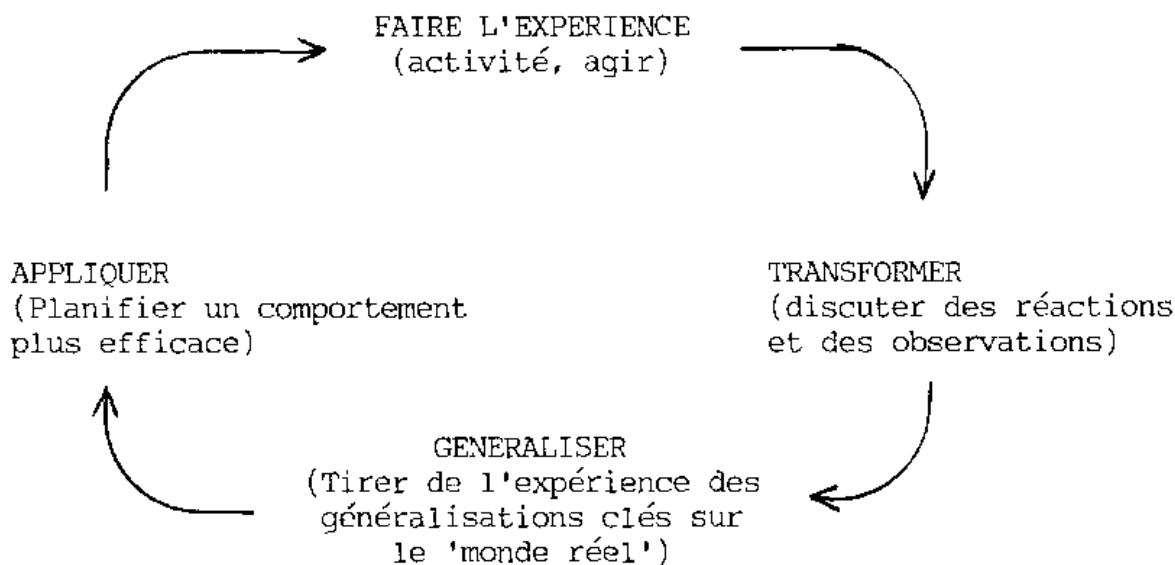 FAIRE L'EXPERIENCE
(activité, agir)
TRANSFORMER
(discuter des réactions
et des observations)
GENERALISER
(Tirer de l'expérience des
généralisations clés sur
le 'monde réel')
APPLIQUER
(Planifier un comportement
plus efficace)